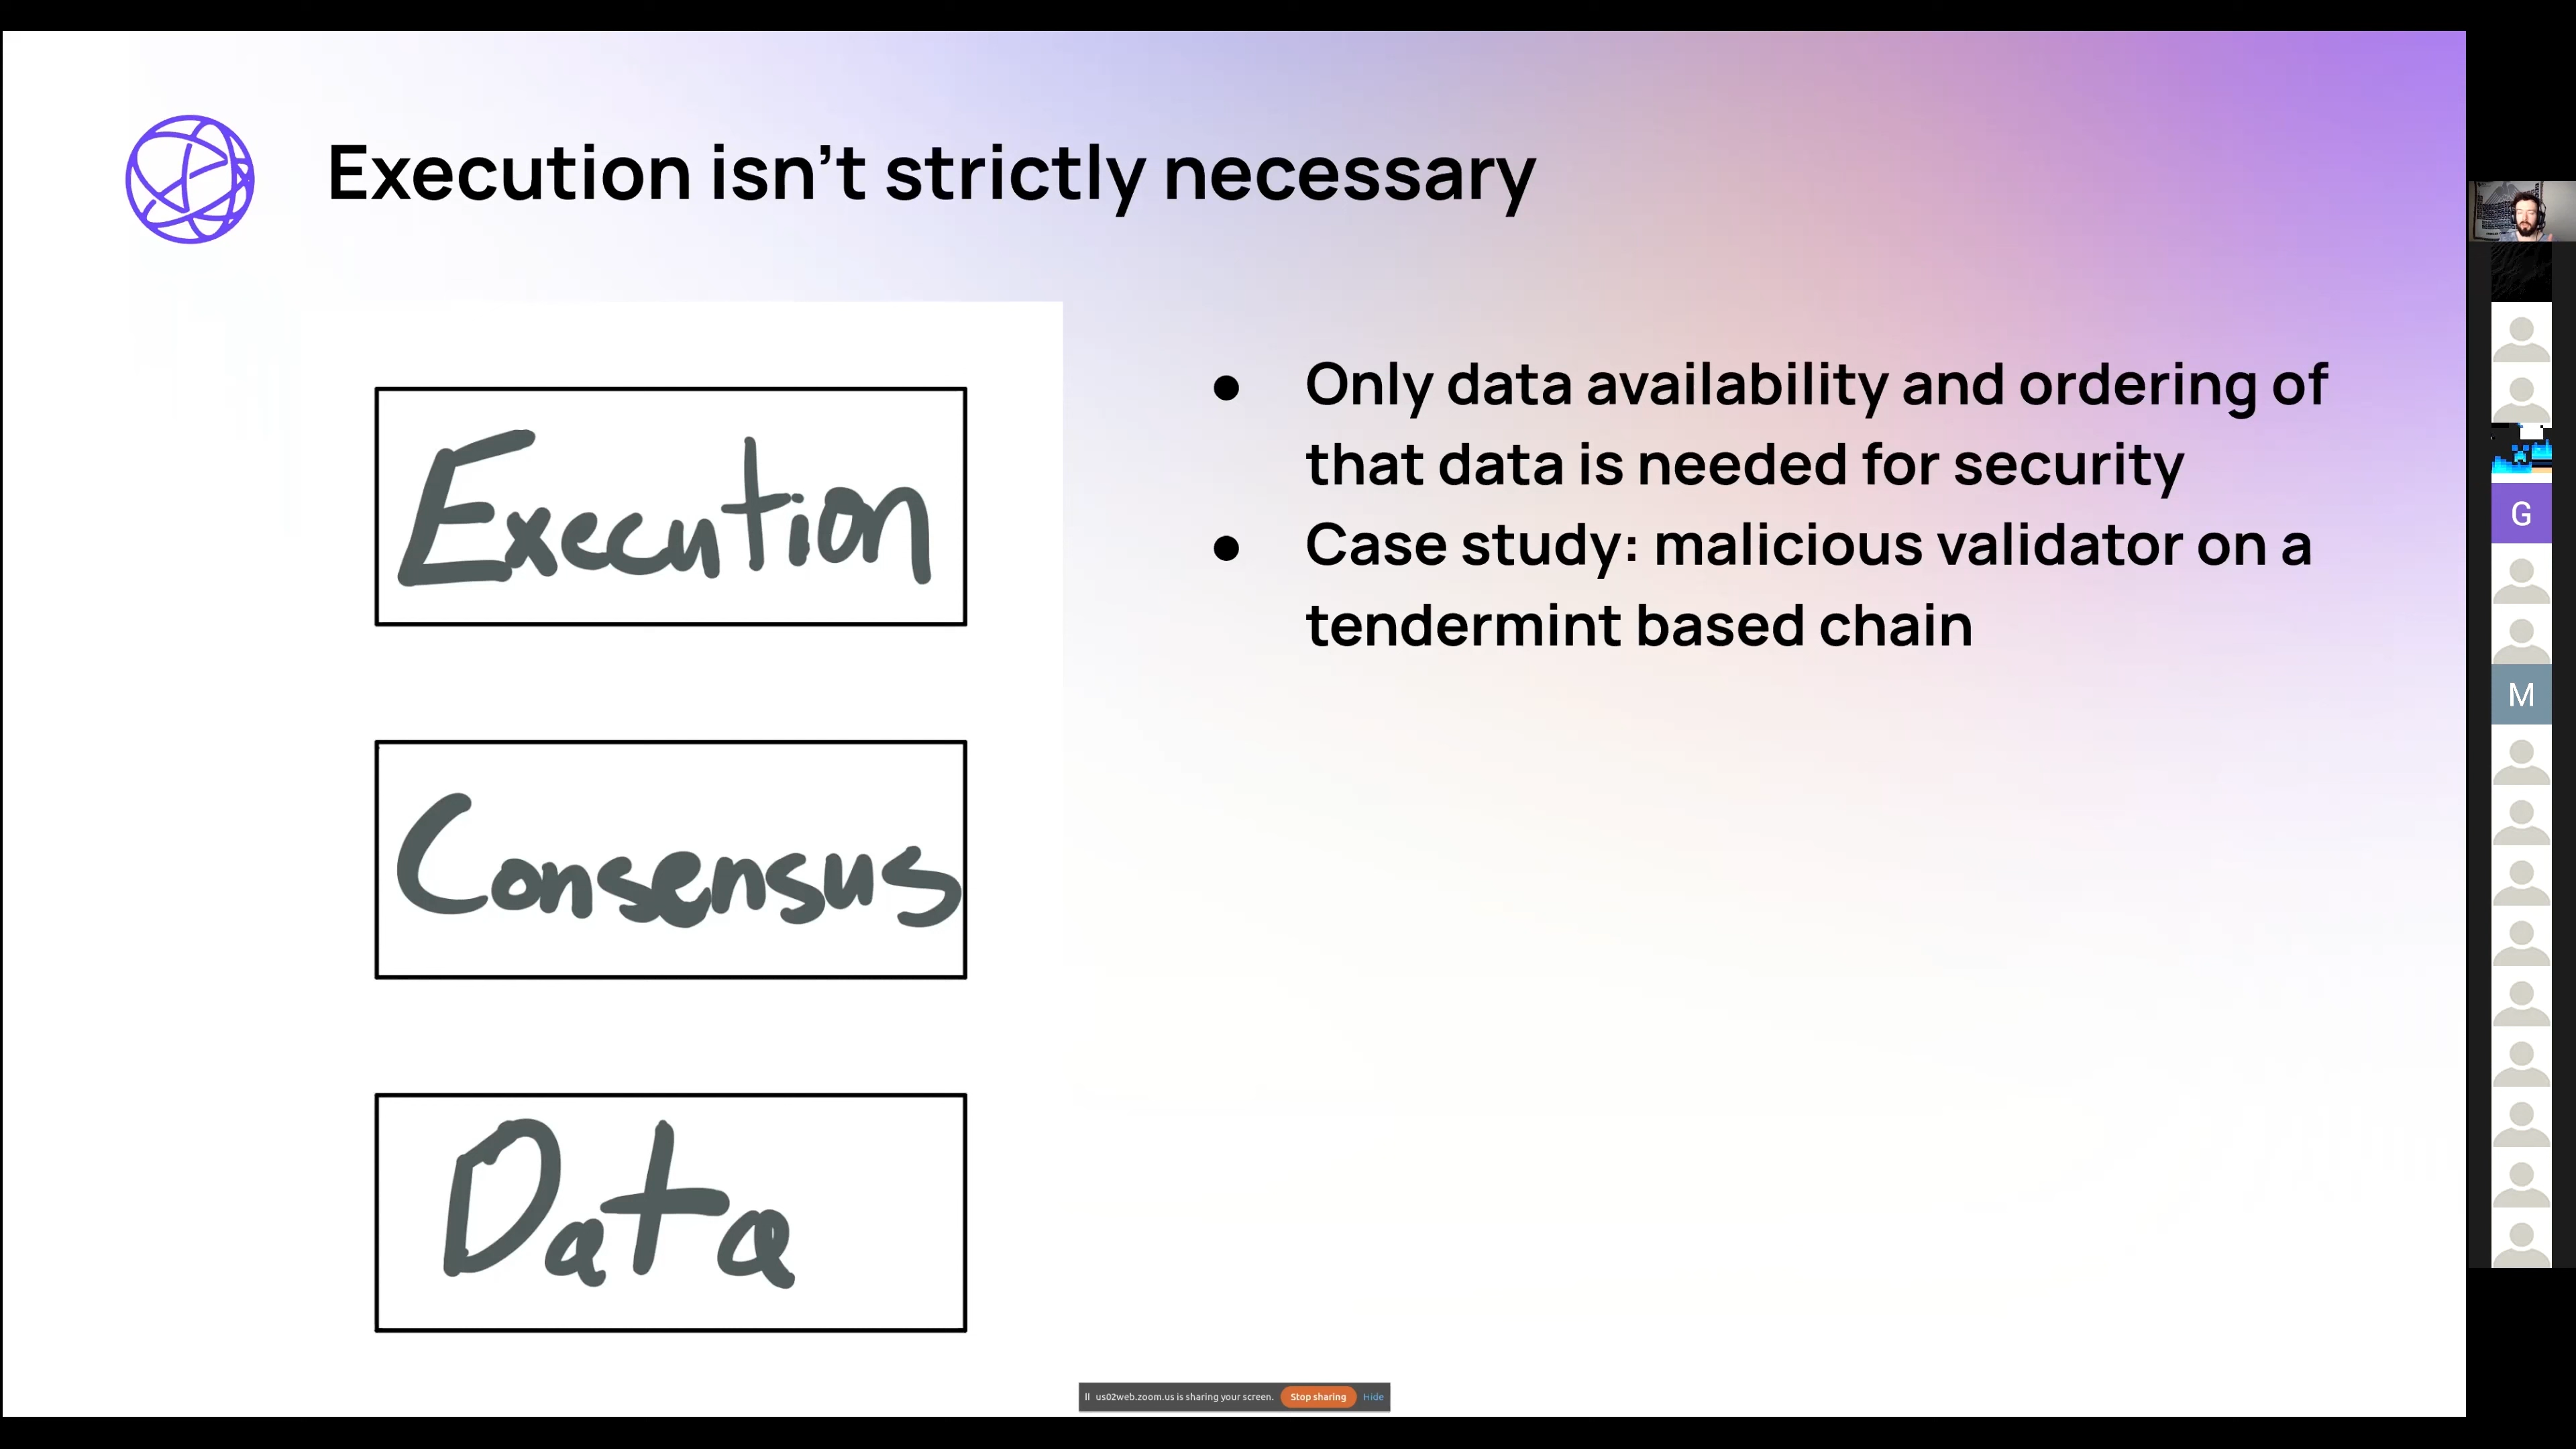 Execution isn't strictly necessary
Execution
Consensus
Data
● Only data availability and ordering of
that data is needed for security
● Case study: malicious validator on a
tendermint based chain
G
M
us02web.zoom.us is sharing your screen. Stop sharing Hide